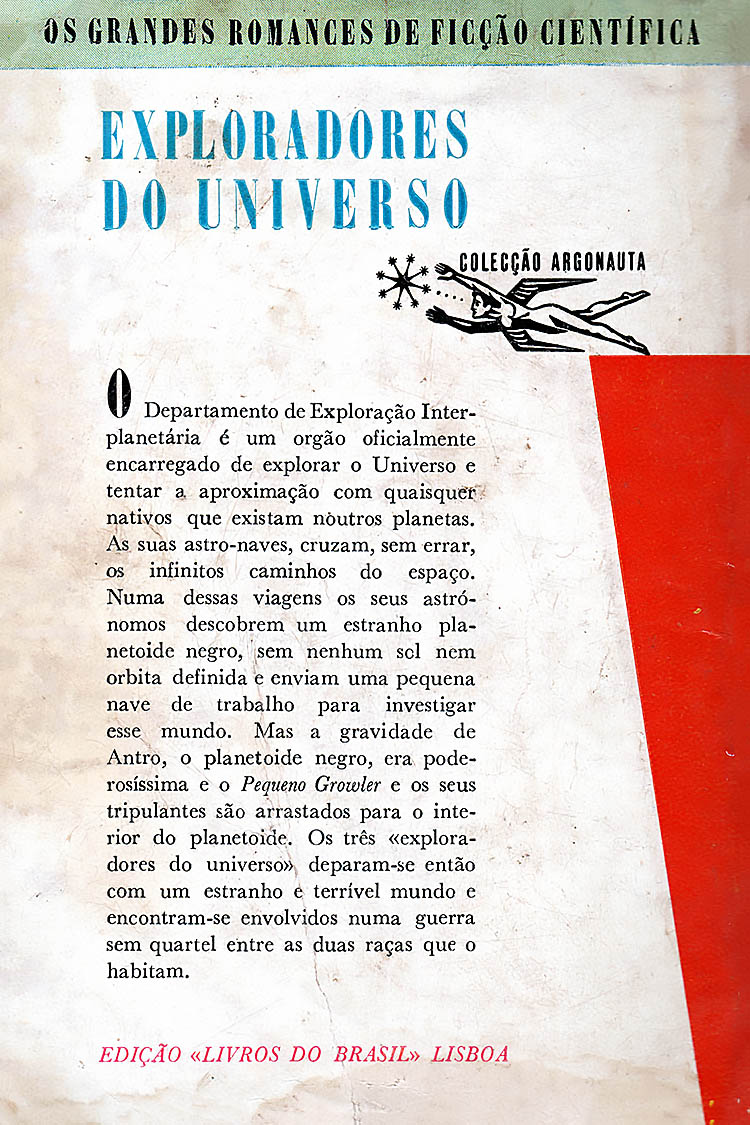 OS GRANDES ROMANCES DE FICÇÃO CIENTÍFICA
EXPLORADORES
DO UNIVERSO
COLECÇÃO ARGONAUTA
O Departamento de Exploração Inter-
planetária é um orgão oficialmente
encarregado de explorar o Universo e
tentar a aproximação com quaisquer
nativos que existam noutros planetas.
As suas astro-naves, cruzam, sem errar,
os infinitos caminhos do espaço.
Numa dessas viagens os seus astró-
nomos descobrem um estranho pla-
netoide negro, sem nenhum sol nem
orbita definida e enviam uma pequena
nave de trabalho para investigar
esse mundo. Mas a gravidade de
Antro, o planetoide negro, era pode-
rosíssima e o Pequeno Growler e os seus
tripulantes são arrastados para o inte-
rior do planetoide. Os três «explora-
dores do universo» deparam-se então
com um estranho e terrível mundo e
encontram-se envolvidos numa guerra
sem quartel entre as duas raças que o
habitam.
EDIÇÃO «LIVROS DO BRASIL» LISBOA